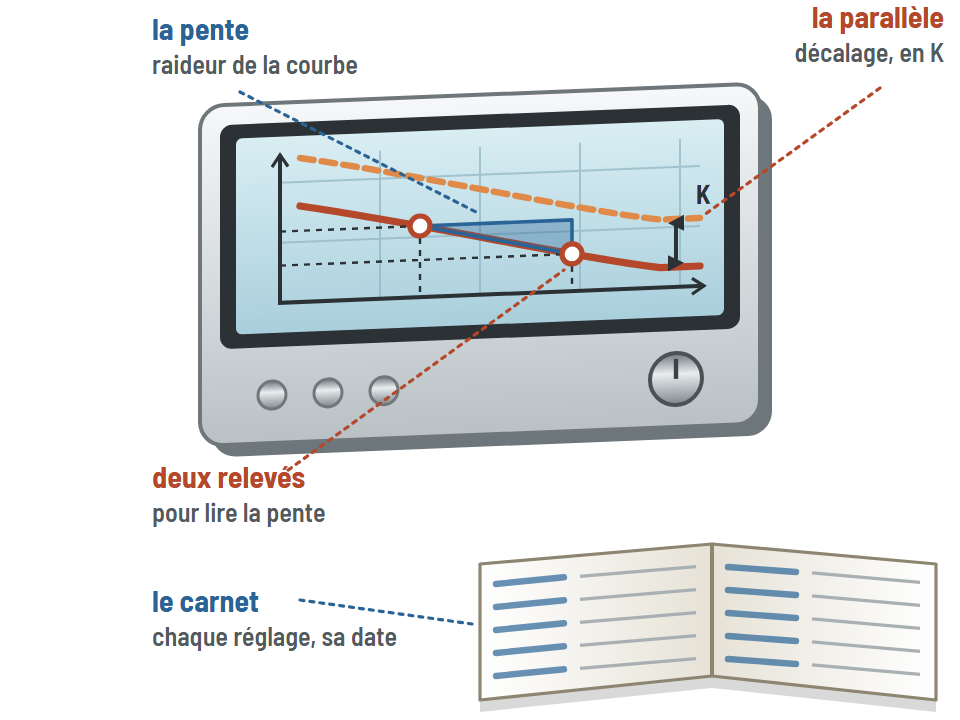 la pente
raideur de la courbe
la parallèle
décalage, en K
K
deux relevés
pour lire la pente
le carnet
chaque réglage, sa date